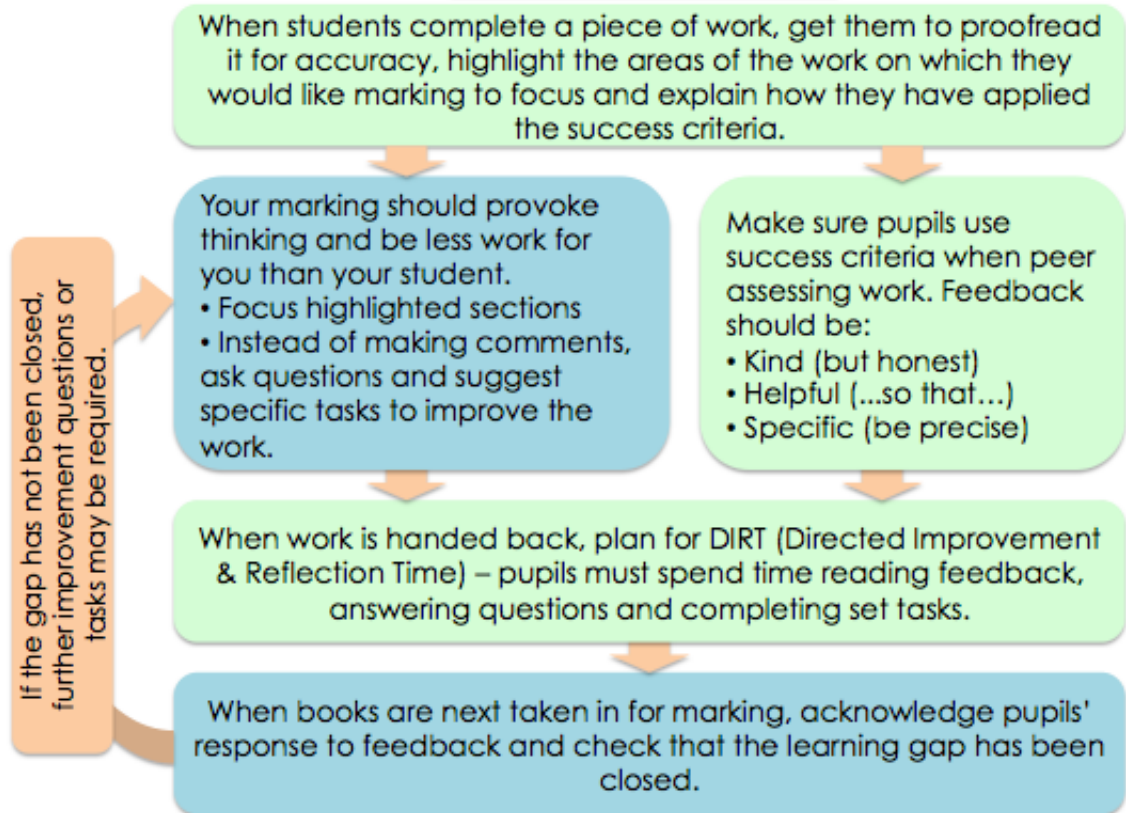 When students complete a piece of work, get them to proofread
it for accuracy, highlight the areas of the work on which they
would like marking to focus and explain how they have applied
the success criteria.
Your marking should provoke
thinking and be less work for
you than your student.
• Focus highlighted sections
• Instead of making comments,
ask questions and suggest
specific tasks to improve the
work.
Make sure pupils use
success criteria when peer
assessing work. Feedback
should be:
• Kind (but honest)
• Helpful (...so that...)
• Specific (be precise)
When work is handed back, plan for DIRT (Directed Improvement
& Reflection Time) – pupils must spend time reading feedback,
answering questions and completing set tasks.
When books are next taken in for marking, acknowledge pupils'
response to feedback and check that the learning gap has been
closed.
If the gap has not been closed,
further improvement questions or
tasks may be required.